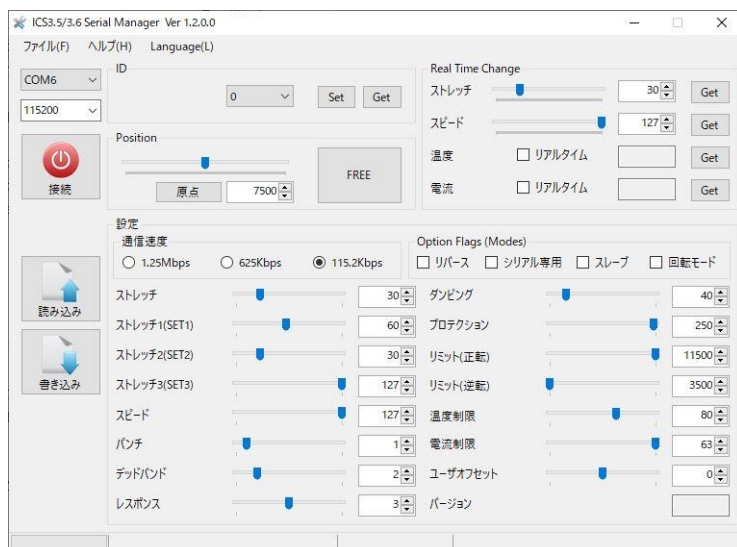 ICS3.5/3.6 Serial Manager Ver 1.2.0.0
ファイル(F) ヘルプ(H) Language(L)
COM6
115200
接続
読み込み
書き込み
ID
0 Set Get
Position
原点 7500 FREE
Real Time Change
ストレッチ 30 Get
スピード 127 Get
温度 リアルタイム Get
電流 リアルタイム Get
設定
通信速度
1.25Mbps 625Kbps 115.2Kbps
Option Flags (Modes)
リバース シリアル専用 スレーブ 回転モード
ストレッチ 30
ストレッチ1(SET1) 60
ストレッチ2(SET2) 30
ストレッチ3(SET3) 127
スピード 127
パンチ 1
デッドバンド 2
レスポンス 3
ダンピング 40
プロテクション 250
リミット(正転) 11500
リミット(逆転) 3500
温度制限 80
電流制限 63
ユーザオフセット 0
バージョン